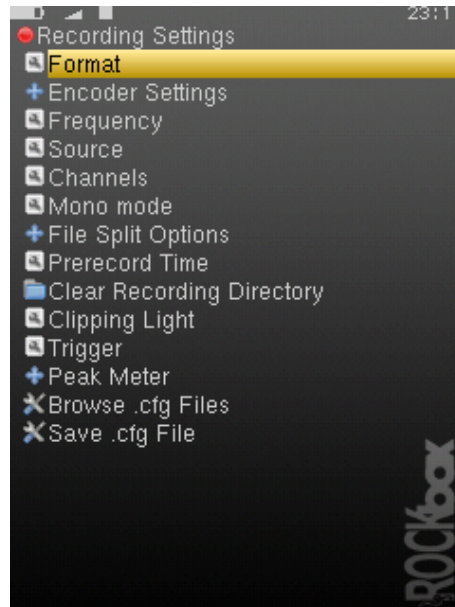 23:1
Recording Settings
Format
Encoder Settings
Frequency
Source
Channels
Mono mode
File Split Options
Prerecord Time
Clear Recording Directory
Clipping Light
Trigger
Peak Meter
Browse .cfg Files
Save .cfg File
ROCKbox